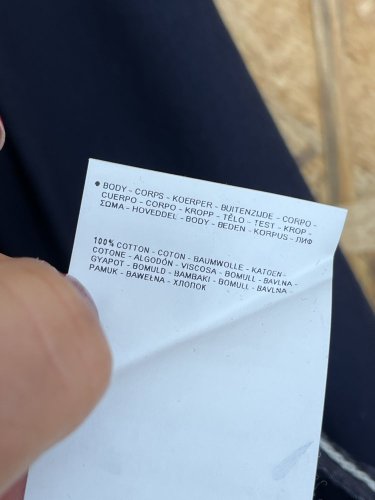 • BODY - CORPS - KOERPER - BUITENZIJDE - CORPO -
CUERPO - CORPO - KROPP - TĚLO - TEST - KROP -
ΣΩΜΑ - HOVEDDEL - BODY - BEDEN - KORPUS - ЛИФ
100% COTTON - COTON - BAUMWOLLE - KATOEN -
COTONE - ALGODÓN - VISCOSA - BOMULL - BAVLNA -
GYAPOT - BOMULD - BAMBAKI - BOMULL - BAVLNA -
PAMUK - BAWEŁNA - ХЛОПОК